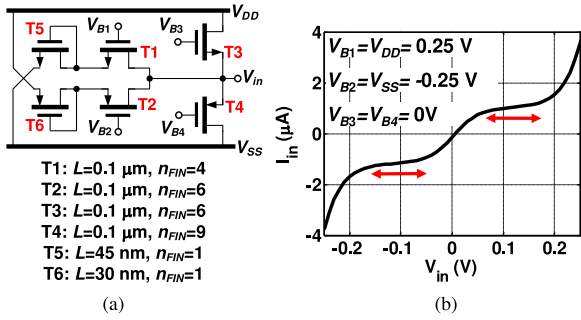 V_DD
T5
V_B1
V_B3
T1
T3
V_in
T2
T4
T6
V_B2
V_B4
V_SS
T1: L=0.1 μm, n_FIN=4
T2: L=0.1 μm, n_FIN=6
T3: L=0.1 μm, n_FIN=6
T4: L=0.1 μm, n_FIN=9
T5: L=45 nm, n_FIN=1
T6: L=30 nm, n_FIN=1
(a)
I_in (μA)
4
2
0
-2
-4
V_B1=V_DD= 0.25 V
V_B2=V_SS= -0.25 V
V_B3=V_B4= 0V
-0.2 -0.1 0 0.1 0.2
V_in (V)
(b)